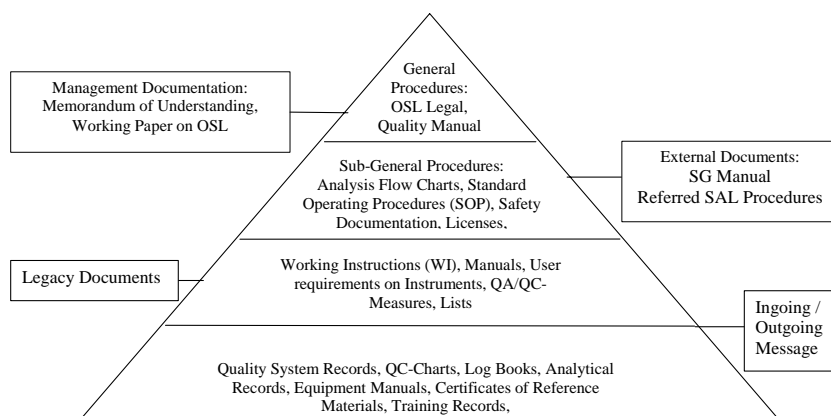 General
Procedures:
OSL Legal,
Quality Manual
Management Documentation:
Memorandum of Understanding,
Working Paper on OSL
Sub-General Procedures:
Analysis Flow Charts, Standard
Operating Procedures (SOP), Safety
Documentation, Licenses,
External Documents:
SG Manual
Referred SAL Procedures
Legacy Documents
Working Instructions (WI), Manuals, User
requirements on Instruments, QA/QC-
Measures, Lists
Ingoing /
Outgoing
Message
Quality System Records, QC-Charts, Log Books, Analytical
Records, Equipment Manuals, Certificates of Reference
Materials, Training Records,